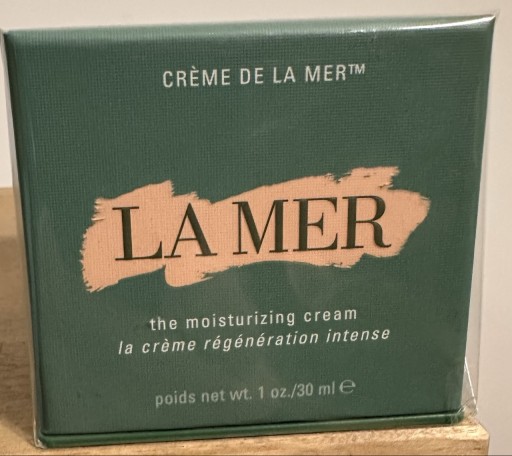 CRÈME DE LA MER™
LA MER
the moisturizing cream
la crème régénération intense
poids net wt. 1 oz./30 ml ℮